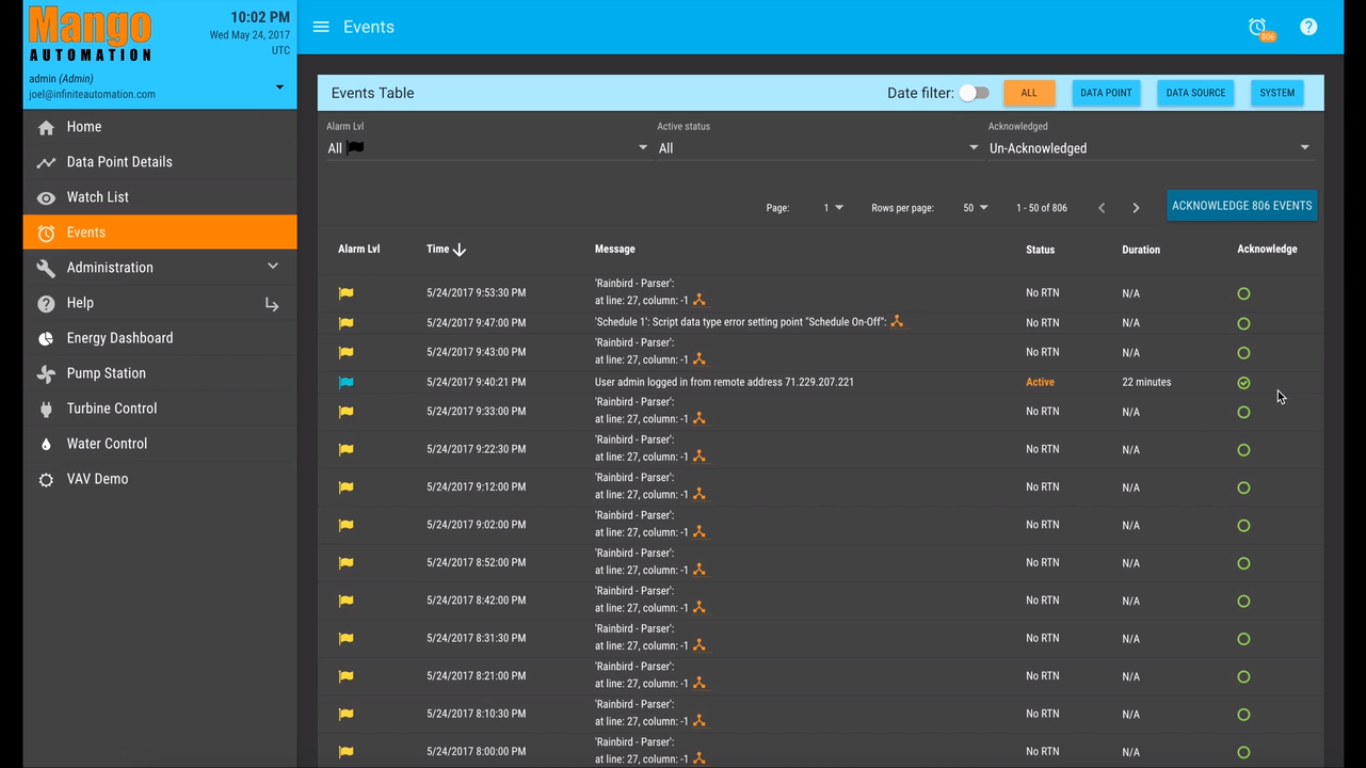 Mango
AUTOMATION
10:02 PM
Wed May 24, 2017
UTC
admin (Admin)
joel@infiniteautomation.com
Home
Data Point Details
Watch List
Events
Administration
Help
Energy Dashboard
Pump Station
Turbine Control
Water Control
VAV Demo
Events
806
Events Table
Date filter:
ALL
DATA POINT
DATA SOURCE
SYSTEM
Alarm Lvl
Active status
Acknowledged
All
All
Un-Acknowledged
Page: 1
Rows per page: 50
1 - 50 of 806
ACKNOWLEDGE 806 EVENTS
Alarm Lvl Time Message Status Duration Acknowledge
'Rainbird - Parser':
5/24/2017 9:53:30 PM at line: 27, column: -1 No RTN N/A
5/24/2017 9:47:00 PM 'Schedule 1': Script data type error setting point "Schedule On-Off": No RTN N/A
'Rainbird - Parser':
5/24/2017 9:43:00 PM at line: 27, column: -1 No RTN N/A
5/24/2017 9:40:21 PM User admin logged in from remote address 71.229.207.221 Active 22 minutes
'Rainbird - Parser':
5/24/2017 9:33:00 PM at line: 27, column: -1 No RTN N/A
'Rainbird - Parser':
5/24/2017 9:22:30 PM at line: 27, column: -1 No RTN N/A
'Rainbird - Parser':
5/24/2017 9:12:00 PM at line: 27, column: -1 No RTN N/A
'Rainbird - Parser':
5/24/2017 9:02:00 PM at line: 27, column: -1 No RTN N/A
'Rainbird - Parser':
5/24/2017 8:52:00 PM at line: 27, column: -1 No RTN N/A
'Rainbird - Parser':
5/24/2017 8:42:00 PM at line: 27, column: -1 No RTN N/A
'Rainbird - Parser':
5/24/2017 8:31:30 PM at line: 27, column: -1 No RTN N/A
'Rainbird - Parser':
5/24/2017 8:21:00 PM at line: 27, column: -1 No RTN N/A
'Rainbird - Parser':
5/24/2017 8:10:30 PM at line: 27, column: -1 No RTN N/A
'Rainbird - Parser':
5/24/2017 8:00:00 PM at line: 27, column: -1 No RTN N/A